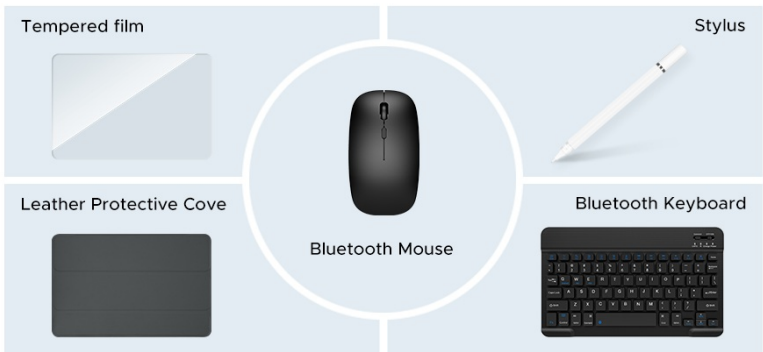 Tempered film
Stylus
Bluetooth Mouse
Leather Protective Cove
Bluetooth Keyboard